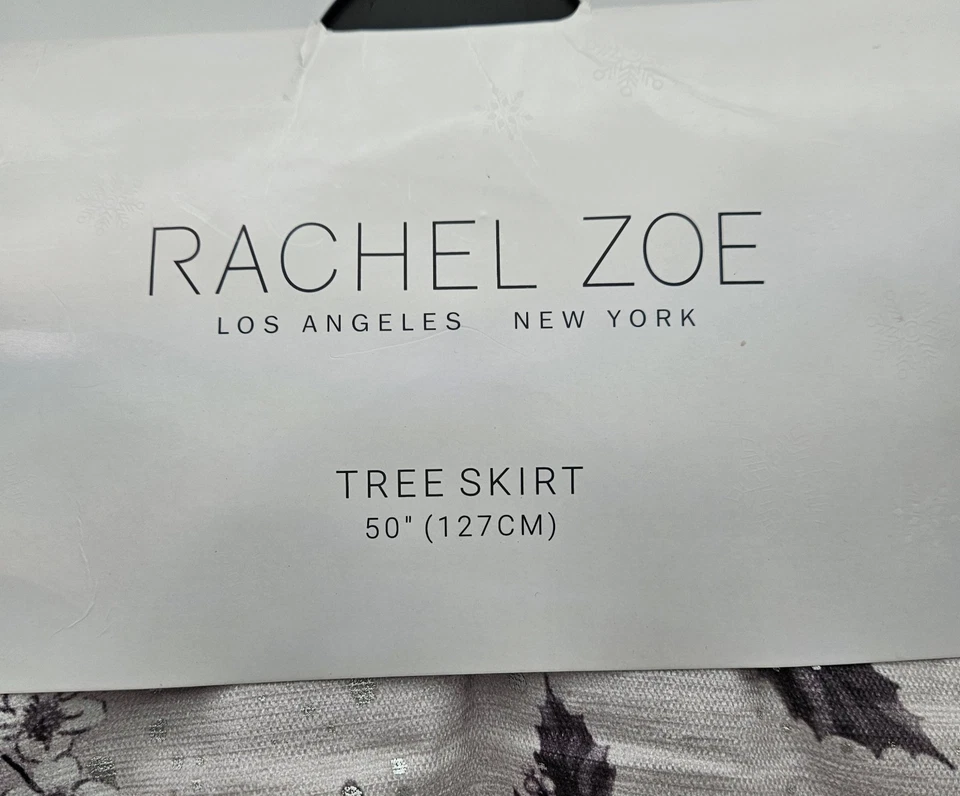 RACHEL ZOE
LOS ANGELES NEW YORK
TREE SKIRT
50" (127CM)